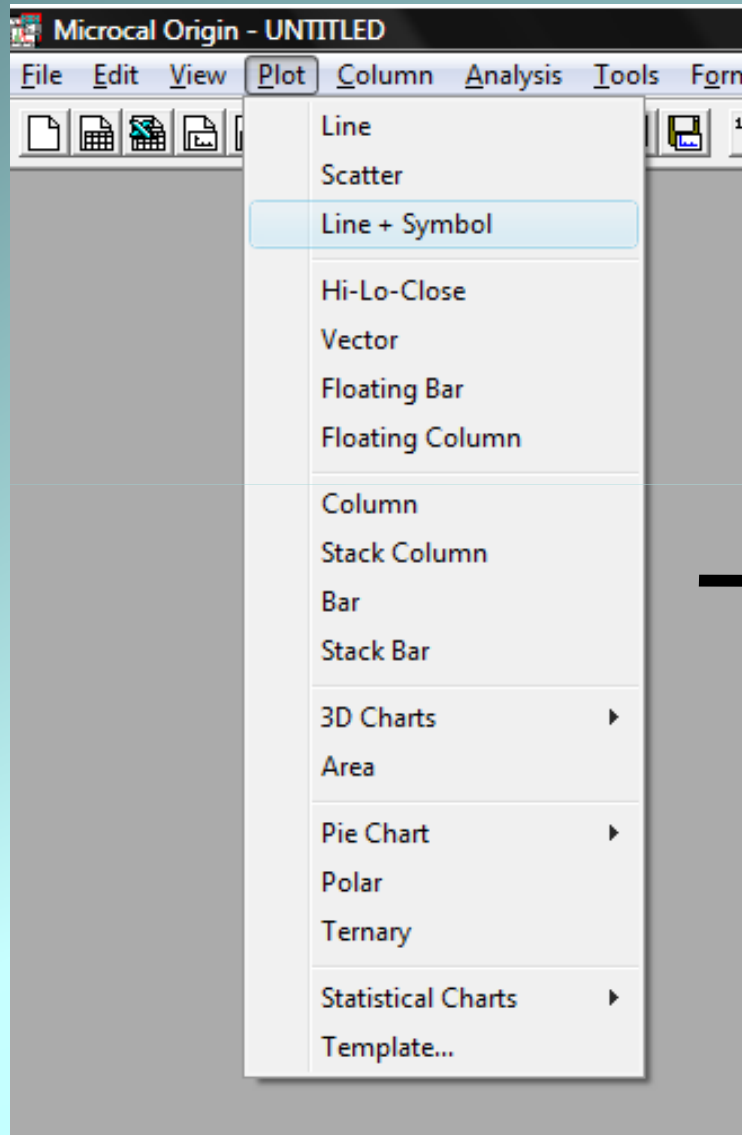 Microcal Origin - UNTITLED
File Edit View Plot Column Analysis Tools
Line
Scatter
Line + Symbol
Hi-Lo-Close
Vector
Floating Bar
Floating Column
Column
Stack Column
Bar
Stack Bar
3D Charts
Area
Pie Chart
Polar
Ternary
Statistical Charts
Template...